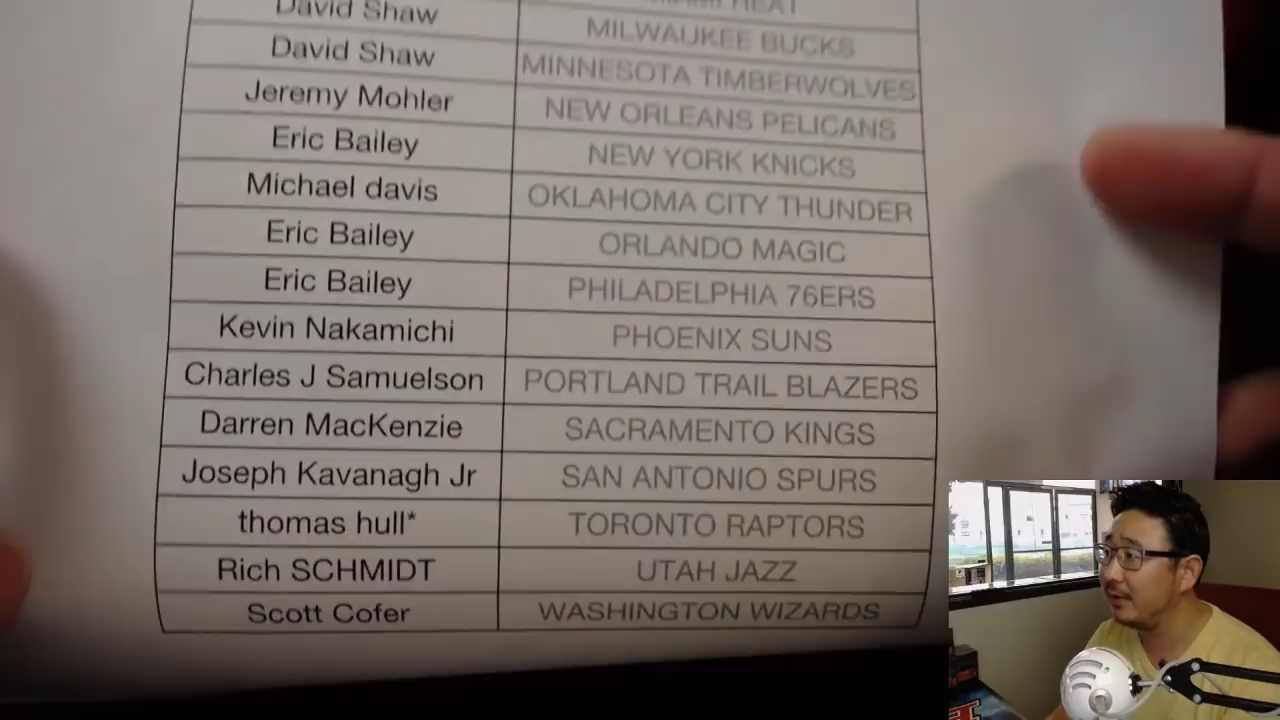 HEAT
David Shaw MILWAUKEE BUCKS
David Shaw MINNESOTA TIMBERWOLVES
Jeremy Mohler NEW ORLEANS PELICANS
Eric Bailey NEW YORK KNICKS
Michael davis OKLAHOMA CITY THUNDER
Eric Bailey ORLANDO MAGIC
Eric Bailey PHILADELPHIA 76ERS
Kevin Nakamichi PHOENIX SUNS
Charles J Samuelson PORTLAND TRAIL BLAZERS
Darren MacKenzie SACRAMENTO KINGS
Joseph Kavanagh Jr SAN ANTONIO SPURS
thomas hull* TORONTO RAPTORS
Rich SCHMIDT UTAH JAZZ
Scott Cofer WASHINGTON WIZARDS